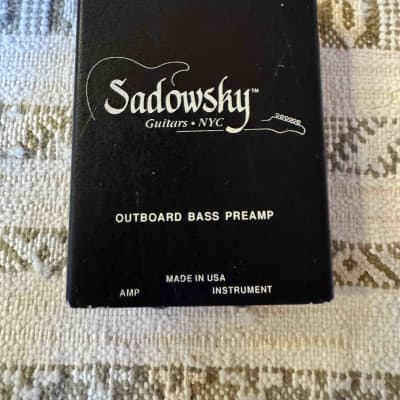 Sadowsky™
Guitars • NYC
OUTBOARD BASS PREAMP
MADE IN USA
AMP INSTRUMENT